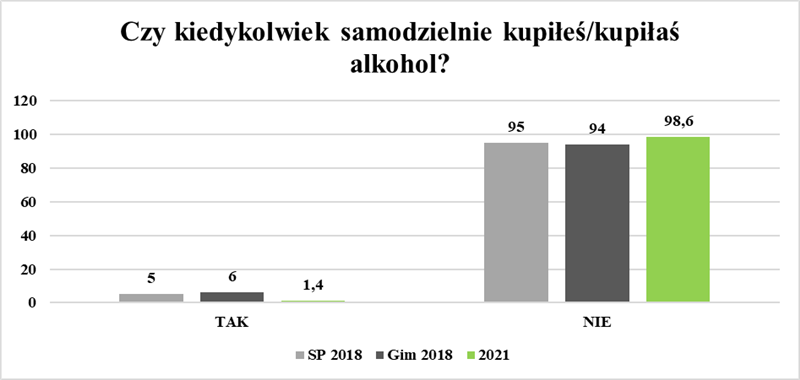 Czy kiedykolwiek samodzielnie kupiłeś/kupiłaś
alkohol?
120
100
80
60
40
20
0
5
6
1,4
95
94
98,6
TAK
NIE
SP 2018
Gim 2018
2021